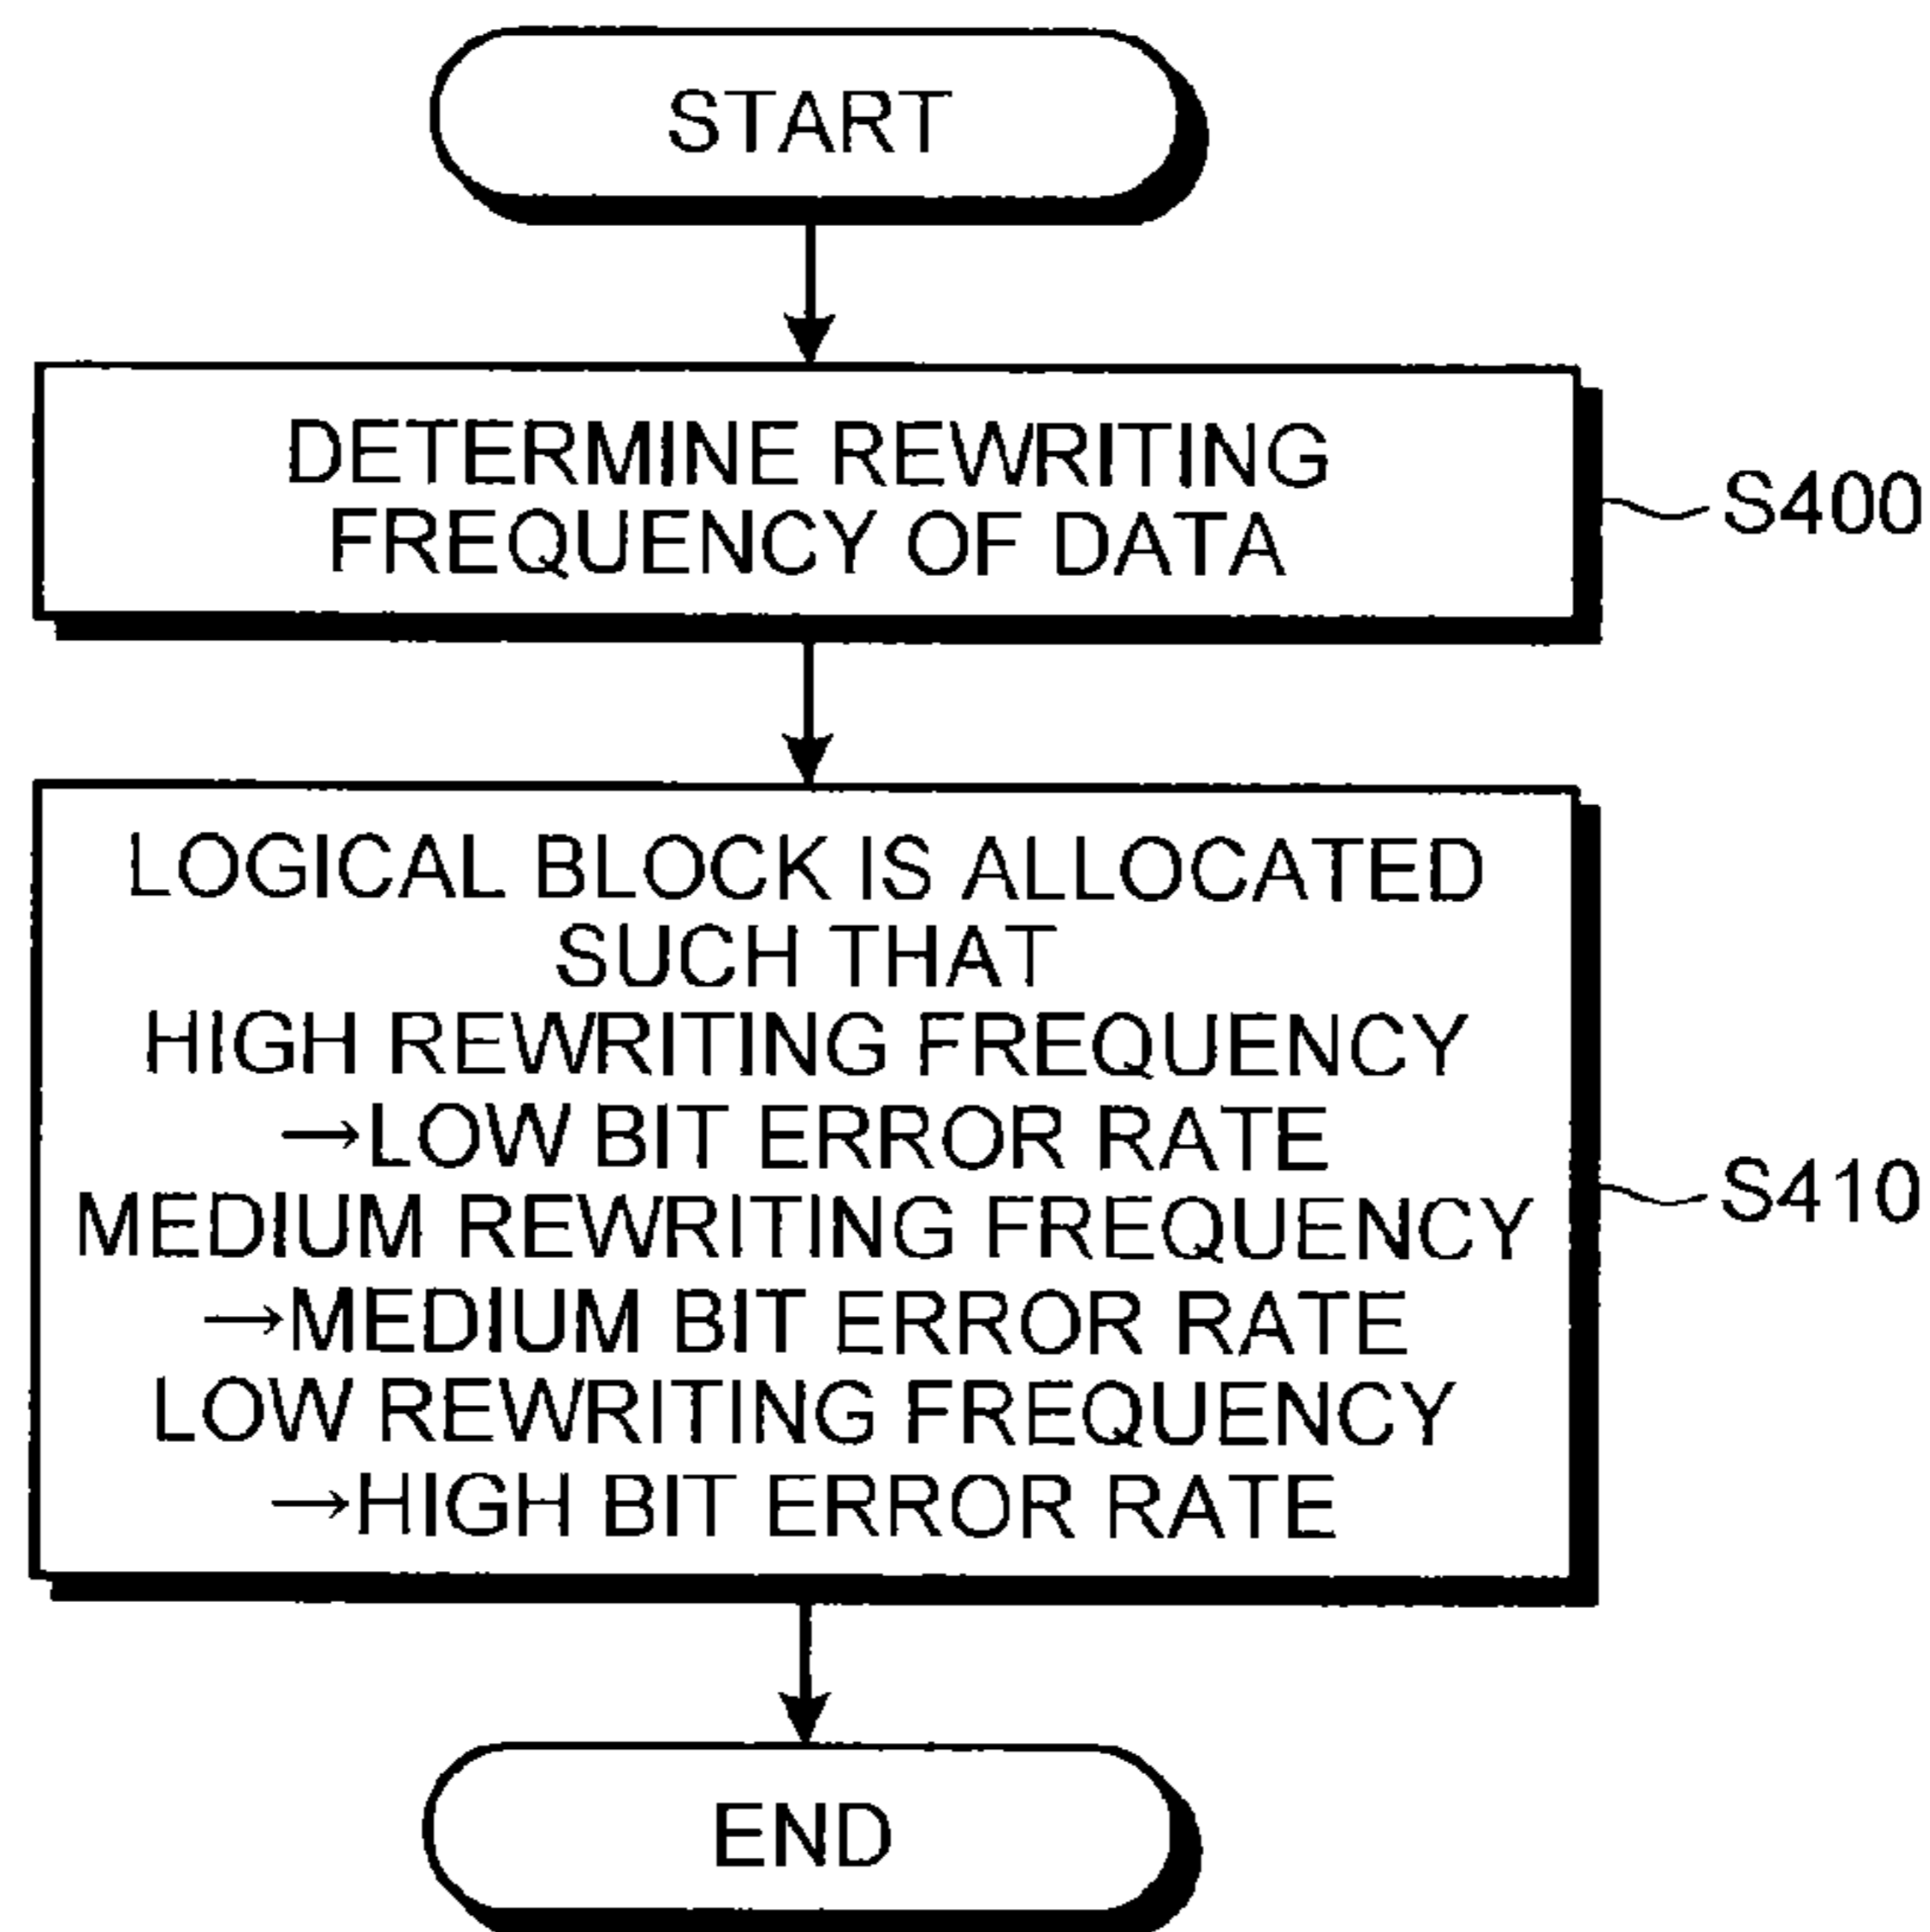 START
DETERMINE REWRITING
FREQUENCY OF DATA
S400
LOGICAL BLOCK IS ALLOCATED
SUCH THAT
HIGH REWRITING FREQUENCY
→LOW BIT ERROR RATE
MEDIUM REWRITING FREQUENCY
→MEDIUM BIT ERROR RATE
LOW REWRITING FREQUENCY
→HIGH BIT ERROR RATE
S410
END